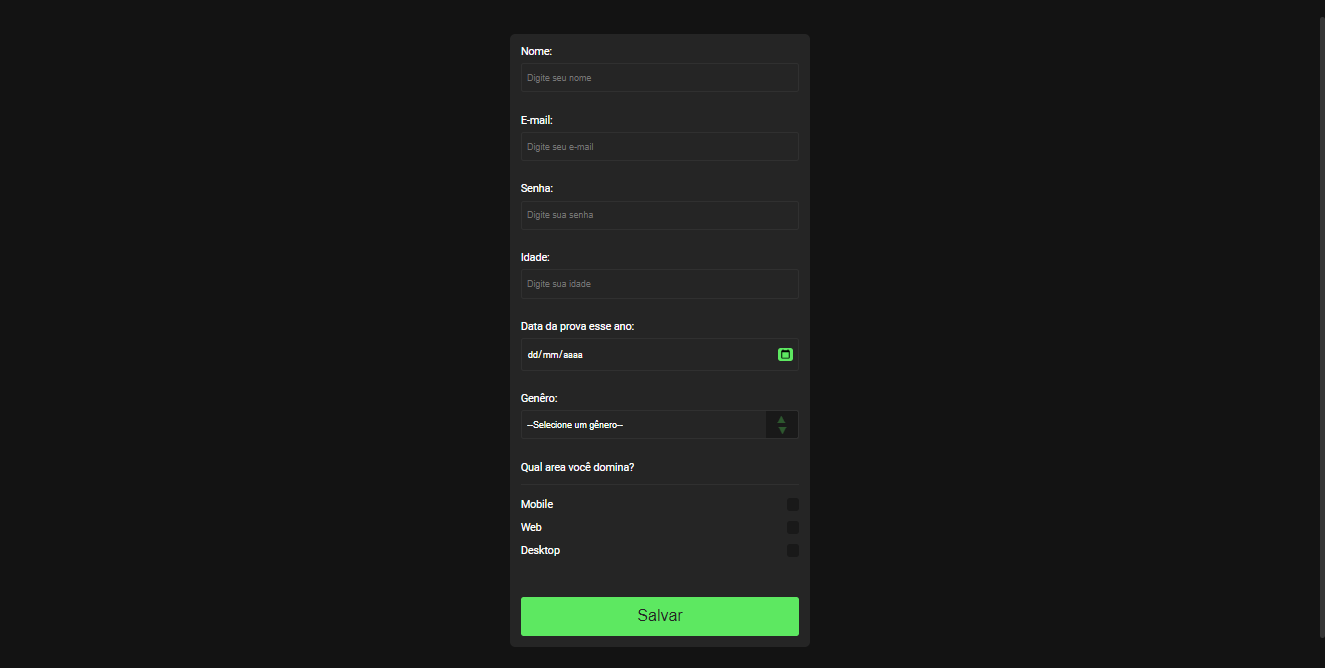 Nome:
Digite seu nome
E-mail:
Digite seu e-mail
Senha:
Digite sua senha
Idade:
Digite sua idade
Data da prova esse ano:
dd/mm/aaaa
Genêro:
--Selecione um gênero--
Qual area você domina?
Mobile
Web
Desktop
Salvar